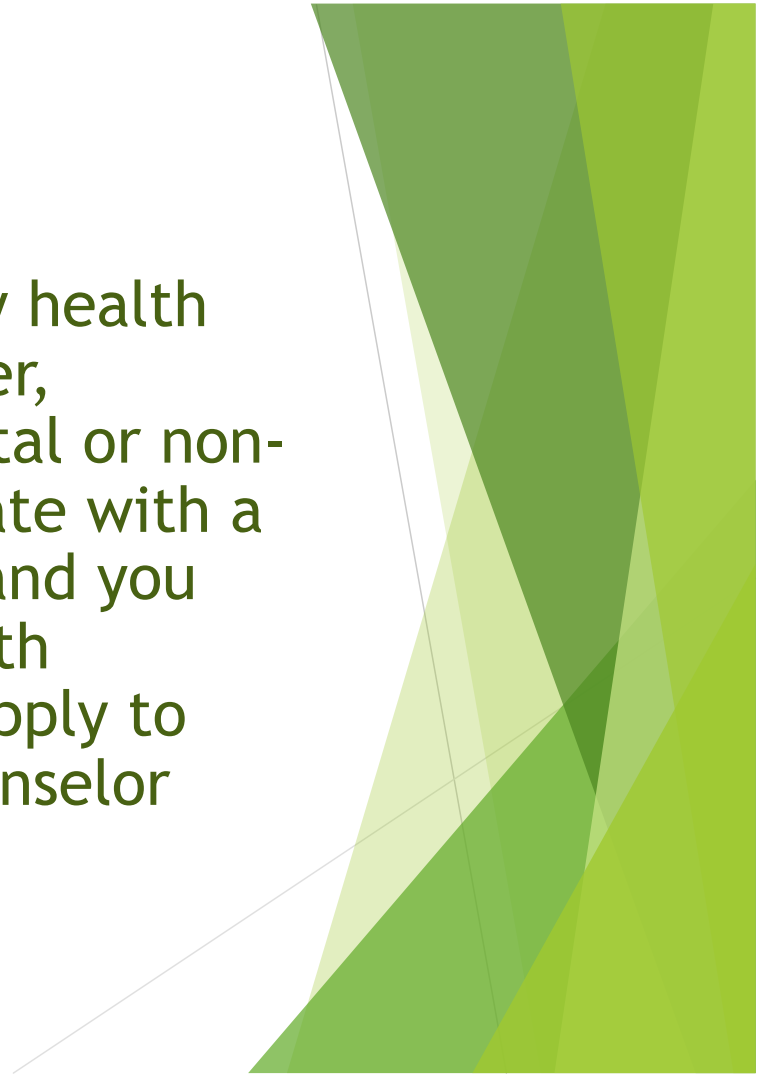 y health
er,
tal or non-
ate with a
and you
th
pply to
nselor